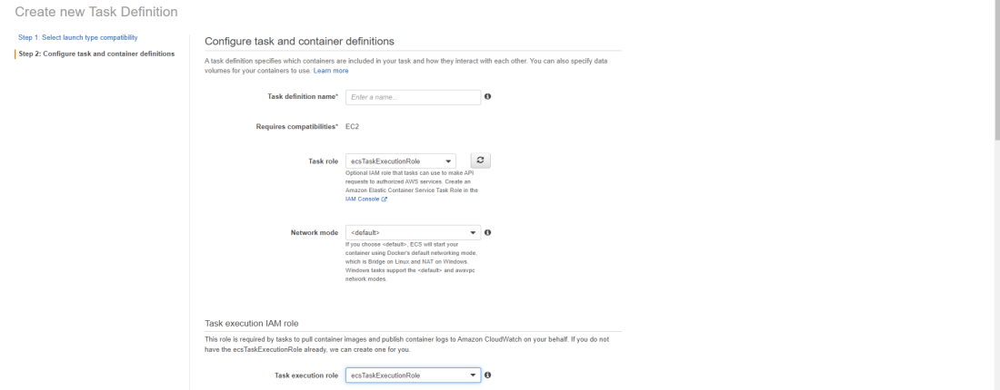 Create new Task Definition
Step 1: Select launch type compatibility
Step 2: Configure task and container definitions
Configure task and container definitions
A task definition specifies which containers are included in your task and how they interact with each other. You can also specify data
volumes for your containers to use. Learn more
Task definition name*
Enter a name...
Requires compatibilities* EC2
Task role ecsTaskExecutionRole
Optional IAM role that tasks can use to make API
requests to authorized AWS services. Create an
Amazon Elastic Container Service Task Role in the
IAM Console
Network mode <default>
If you choose <default>, ECS will start your
container using Docker's default networking mode,
which is Bridge on Linux and NAT on Windows.
Windows tasks support the <default> and awsvpc
network modes.
Task execution IAM role
This role is required by tasks to pull container images and publish container logs to Amazon CloudWatch on your behalf. If you do not
have the ecsTaskExecutionRole already, we can create one for you.
Task execution role ecsTaskExecutionRole